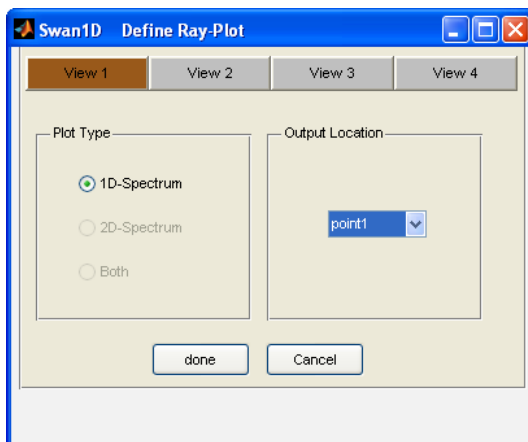 Swan1D Define Ray-Plot
View 1 View 2 View 3 View 4
Plot Type
1D-Spectrum
2D-Spectrum
Both
Output Location
point1
done Cancel